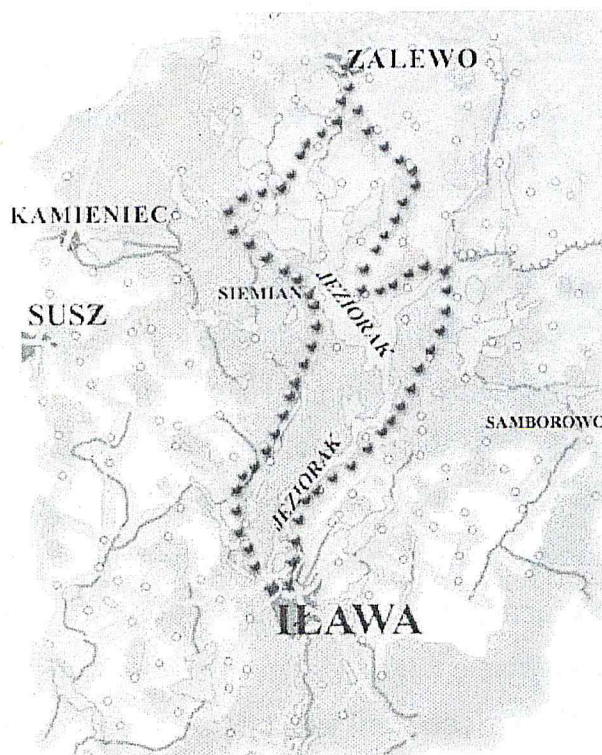 ZALEWO
KAMIENIEC
SIEMIAN
JEZIORAK
SUSZ
SAMBOROWO
JEZIORAK
IŁAWA